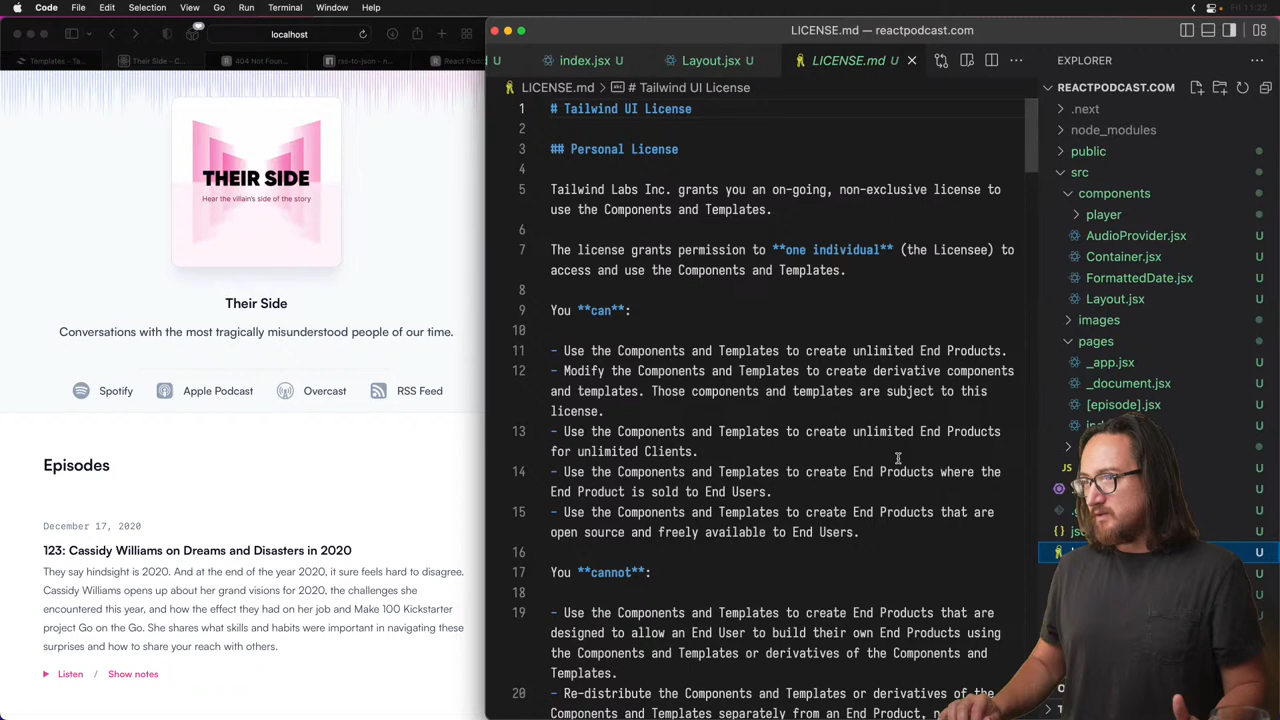 Code File Edit Selection View Go Run Terminal Window Help
Fri 11:22
localhost
LICENSE.md — reactpodcast.com
Templates - Ta...
Their Side - C...
404 Not Foun...
rss-to-json - n...
React Pod
U
index.jsx U
Layout.jsx U
LICENSE.md U
EXPLORER
LICENSE.md > # Tailwind UI License
REACTPODCAST.COM
1 # Tailwind UI License
2
3 ## Personal License
4
5 Tailwind Labs Inc. grants you an on-going, non-exclusive license to
use the Components and Templates.
6
7 The license grants permission to **one individual** (the Licensee) to
access and use the Components and Templates.
8
9 You **can**:
10
11 - Use the Components and Templates to create unlimited End Products.
12 - Modify the Components and Templates to create derivative components
and templates. Those components and templates are subject to this
license.
13 - Use the Components and Templates to create unlimited End Products
for unlimited Clients.
14 - Use the Components and Templates to create End Products where the
End Product is sold to End Users.
15 - Use the Components and Templates to create End Products that are
open source and freely available to End Users.
16
17 You **cannot**:
18
19 - Use the Components and Templates to create End Products that are
designed to allow an End User to build their own End Products using
the Components and Templates or derivatives of the Components and
Templates.
20 - Re-distribute the Components and Templates or derivatives of the
Components and Templates separately from an End Product,
.next
node_modules
public
src
components
player
AudioProvider.jsx U
Container.jsx U
FormattedDate.jsx U
Layout.jsx U
images
pages
_app.jsx U
_document.jsx U
[episode].jsx U
U
JS U
U
U
{} js U
U
U
U
THEIR SIDE
Hear the villain's side of the story
Their Side
Conversations with the most tragically misunderstood people of our time.
Spotify
Apple Podcast
Overcast
RSS Feed
Episodes
December 17, 2020
123: Cassidy Williams on Dreams and Disasters in 2020
They say hindsight is 2020. And at the end of the year 2020, it sure feels hard to disagree.
Cassidy Williams opens up about her grand visions for 2020, the challenges she
encountered this year, and how the effect they had on her job and Make 100 Kickstarter
project Go on the Go. She shares what skills and habits were important in navigating these
surprises and how to share your reach with others.
Listen / Show notes